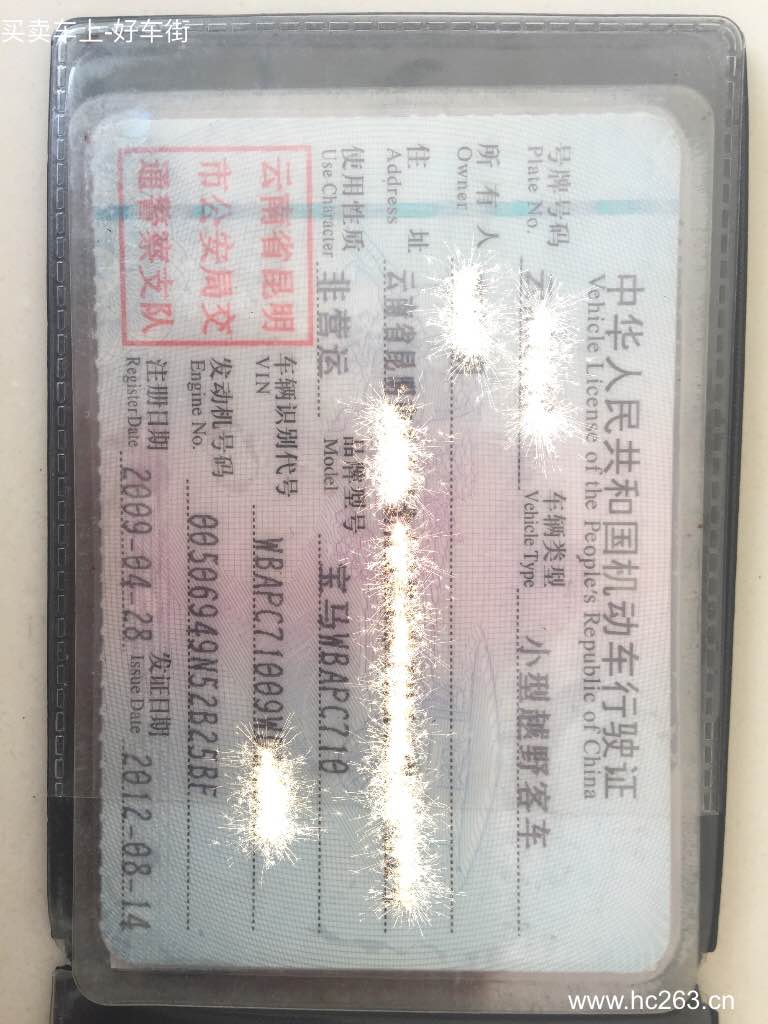 买卖车上-好车街
中华人民共和国机动车行驶证
Vehicle License of the People's Republic of China
号牌号码
Plate No.
车辆类型 小型越野客车
Vehicle Type
所有人
Owner
住址 云南省昆明
Address
使用性质 非营运 品牌型号 宝马WBAPC710
Use Character Model
云南省昆明
市公安局交
通警察支队
车辆识别代号 WBAPC71009W
VIN
发动机号码 00506949N52B25BF
Engine No.
注册日期 2009-04-28 发证日期 2012-08-14
Register Date Issue Date
www.hc263.cn